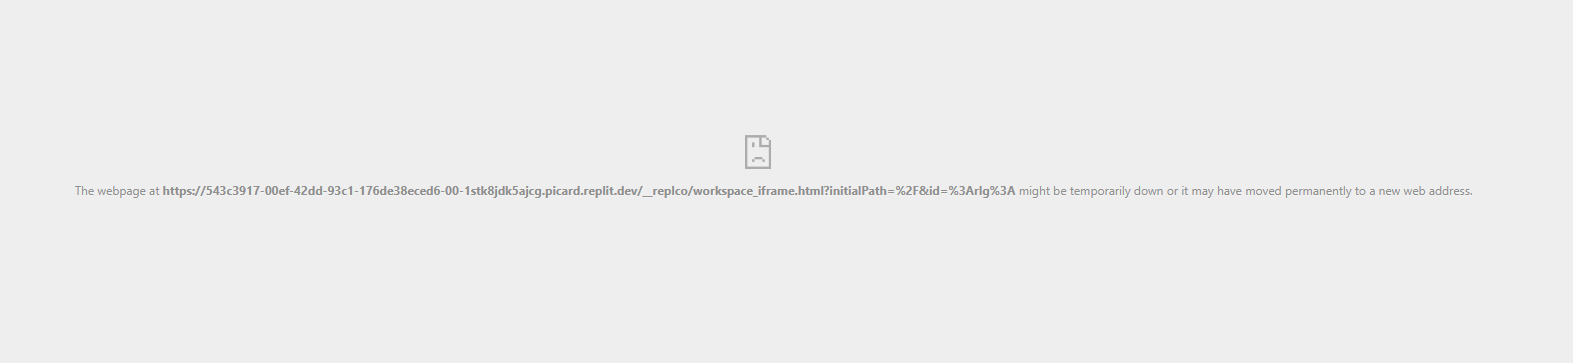 The webpage at https://543c3917-00ef-42dd-93c1-176de38eced6-00-1stk8jdk5ajcg.picard.replit.dev/__replco/workspace_iframe.html?initialPath=%2F&id=%3Arlg%3A might be temporarily down or it may have moved permanently to a new web address.